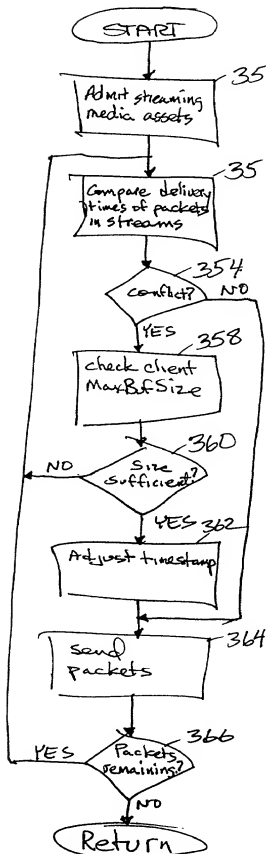 START
35
Admit streaming
media assets
35
Compare delivery
times of packets
in streams
354
Conflict?
NO
YES
358
check client
MaxBufSize
360
NO
Size
sufficient?
YES
362
Adjust timestamp
364
send
packets
366
YES
Packets
remaining?
NO
Return